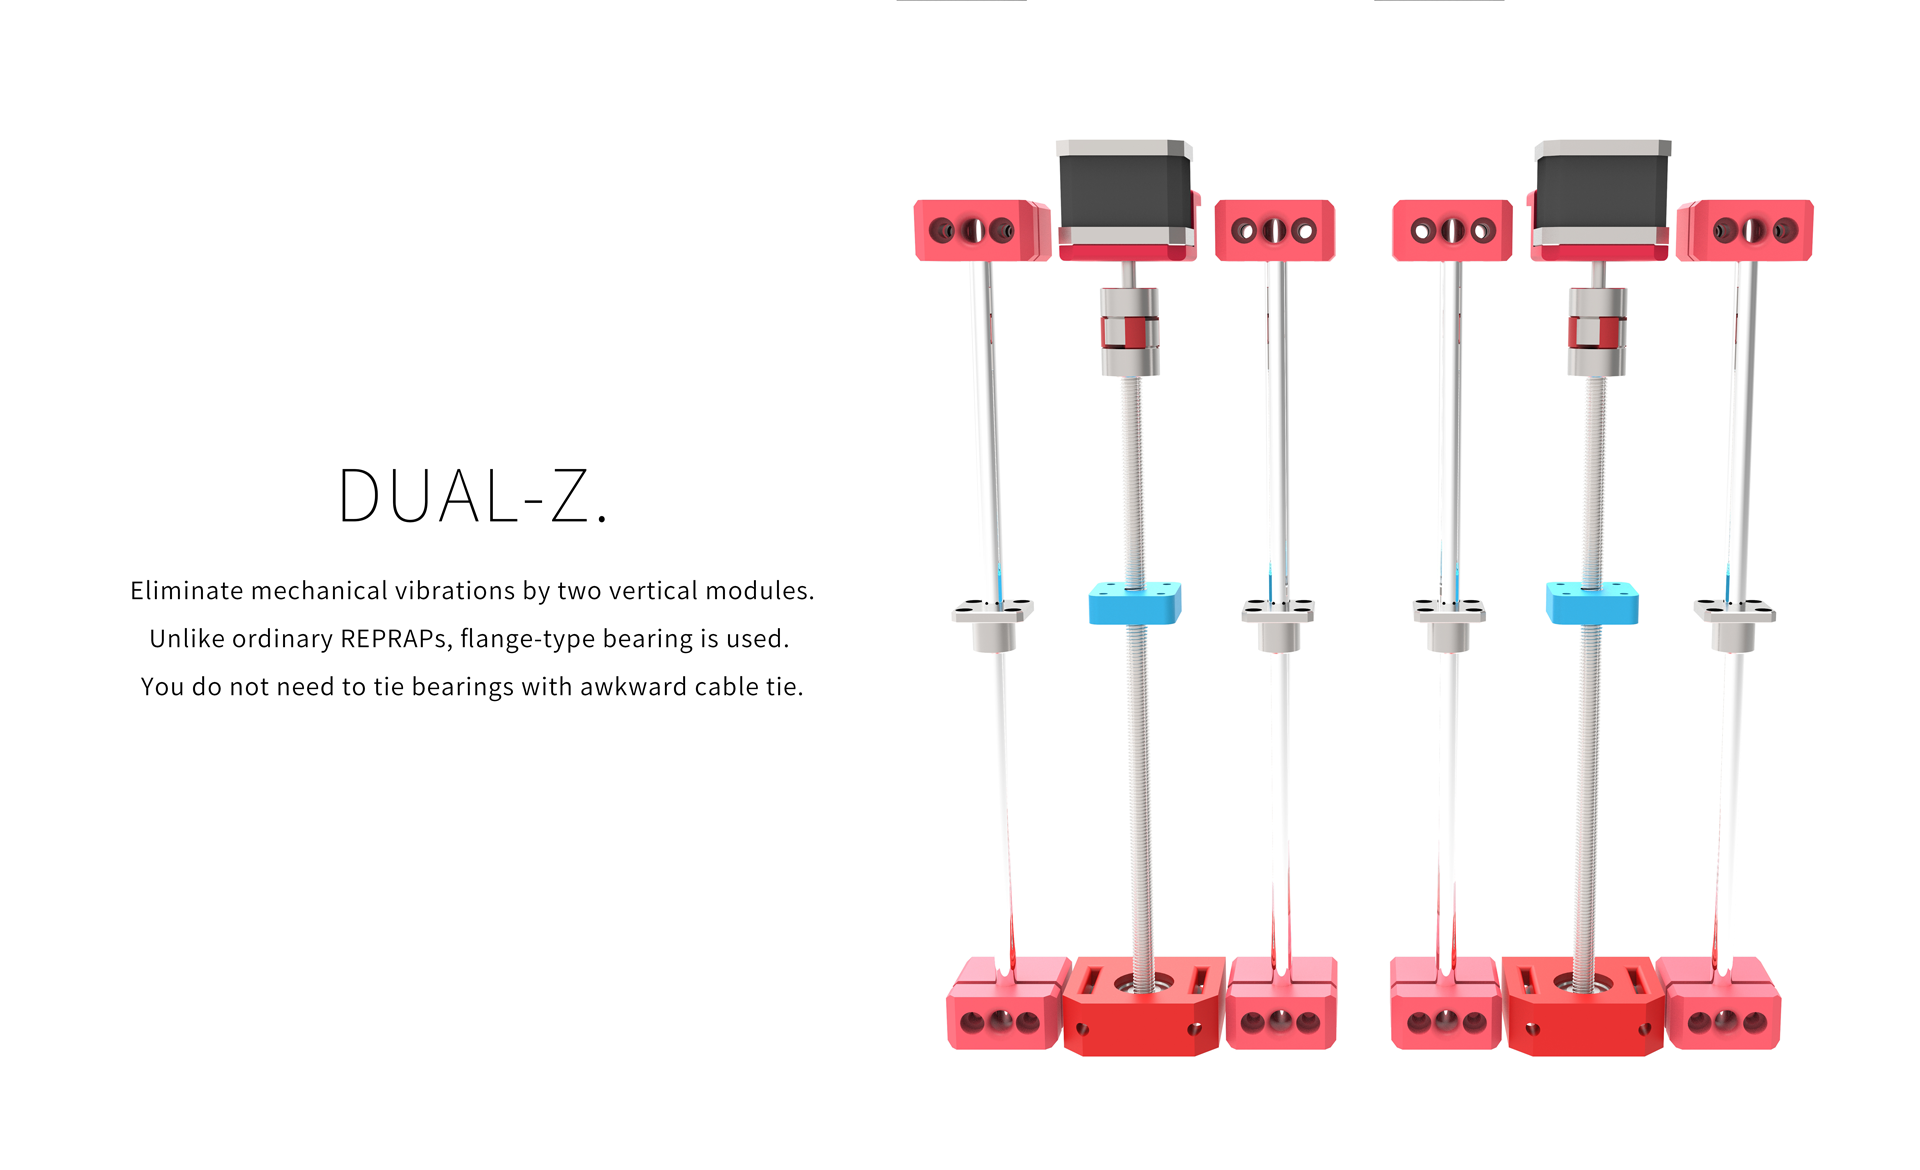 DUAL-Z.
Eliminate mechanical vibrations by two vertical modules.
Unlike ordinary REPRAPs, flange-type bearing is used.
You do not need to tie bearings with awkward cable tie.